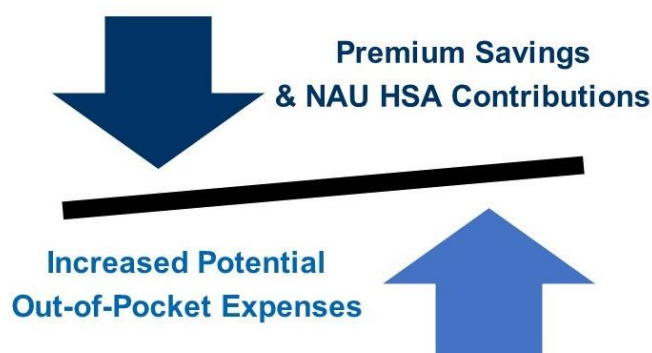 Premium Savings
& NAU HSA Contributions
Increased Potential
Out-of-Pocket Expenses